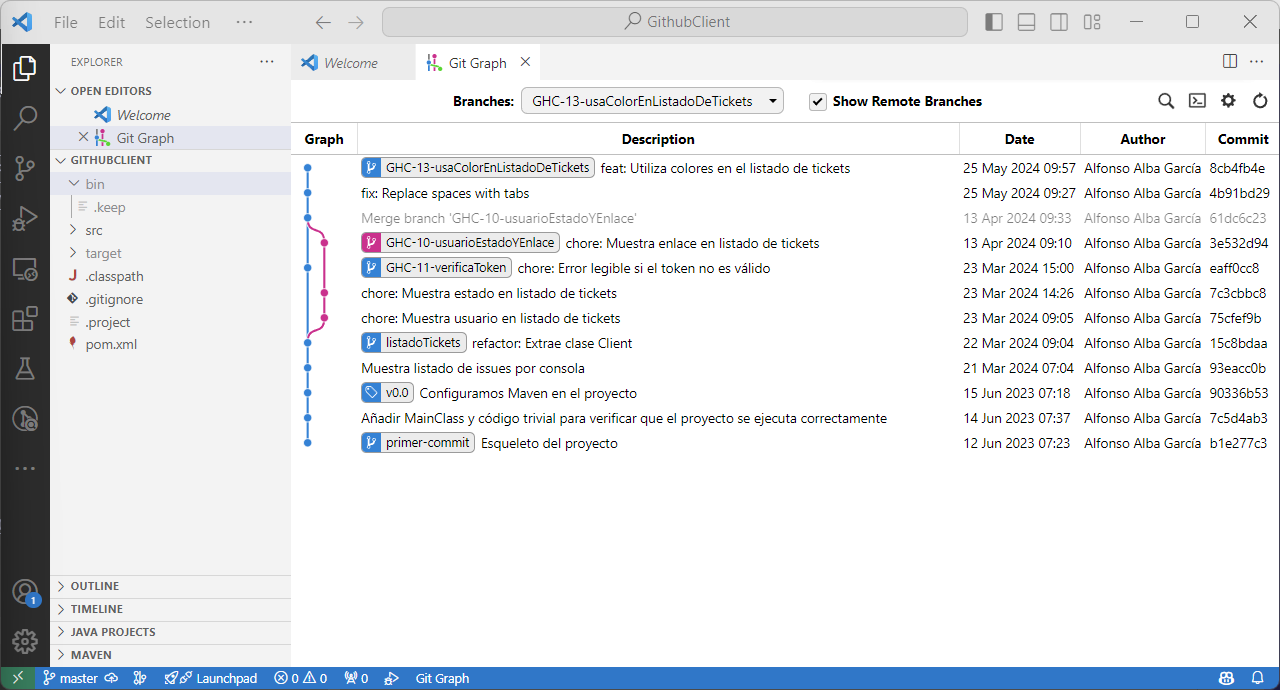 File Edit Selection ··· GithubClient
EXPLORER ···
OPEN EDITORS
Welcome
Git Graph
GITHUBCLIENT
bin
.keep
src
target
.classpath
.gitignore
.project
pom.xml
OUTLINE
TIMELINE
JAVA PROJECTS
MAVEN
1
Welcome Git Graph
Branches: GHC-13-usaColorEnListadoDeTickets Show Remote Branches
Graph Description Date Author Commit
GHC-13-usaColorEnListadoDeTickets feat: Utiliza colores en el listado de tickets 25 May 2024 09:57 Alfonso Alba García 8cb4fb4e
fix: Replace spaces with tabs 25 May 2024 09:27 Alfonso Alba García 4b91bd29
Merge branch 'GHC-10-usuarioEstadoYEnlace' 13 Apr 2024 09:33 Alfonso Alba García 61dc6c23
GHC-10-usuarioEstadoYEnlace chore: Muestra enlace en listado de tickets 13 Apr 2024 09:10 Alfonso Alba García 3e532d94
GHC-11-verificaToken chore: Error legible si el token no es válido 23 Mar 2024 15:00 Alfonso Alba García eaff0cc8
chore: Muestra estado en listado de tickets 23 Mar 2024 14:26 Alfonso Alba García 7c3cbbc8
chore: Muestra usuario en listado de tickets 23 Mar 2024 09:05 Alfonso Alba García 75cfef9b
listadoTickets refactor: Extrae clase Client 22 Mar 2024 09:04 Alfonso Alba García 15c8bdaa
Muestra listado de issues por consola 21 Mar 2024 07:04 Alfonso Alba García 93eacc0b
v0.0 Configuramos Maven en el proyecto 15 Jun 2023 07:18 Alfonso Alba García 90336b53
Añadir MainClass y código trivial para verificar que el proyecto se ejecuta correctamente 14 Jun 2023 07:37 Alfonso Alba García 7c5d4ab3
primer-commit Esqueleto del proyecto 12 Jun 2023 07:23 Alfonso Alba García b1e277c3
master Launchpad 0 0 0 Git Graph